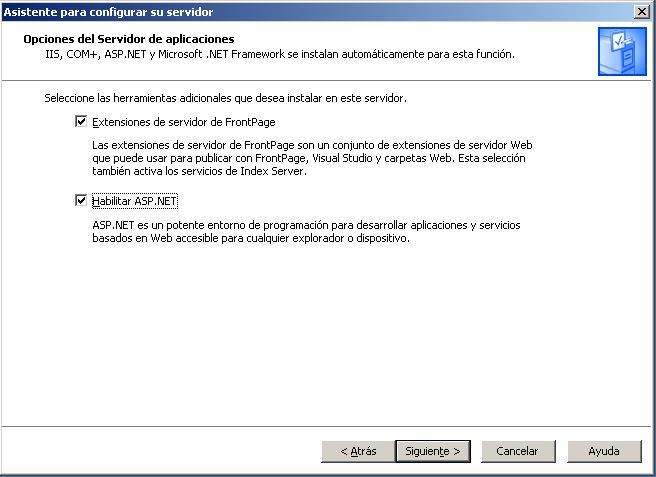 Asistente para configurar su servidor
Opciones del Servidor de aplicaciones
IIS, COM+, ASP.NET y Microsoft .NET Framework se instalan automáticamente para esta función.
Seleccione las herramientas adicionales que desea instalar en este servidor.
Extensiones de servidor de FrontPage
Las extensiones de servidor de FrontPage son un conjunto de extensiones de servidor Web
que puede usar para publicar con FrontPage, Visual Studio y carpetas Web. Esta selección
también activa los servicios de Index Server.
Habilitar ASP.NET
ASP.NET es un potente entorno de programación para desarrollar aplicaciones y servicios
basados en Web accesible para cualquier explorador o dispositivo.
< Atrás
Siguiente >
Cancelar
Ayuda